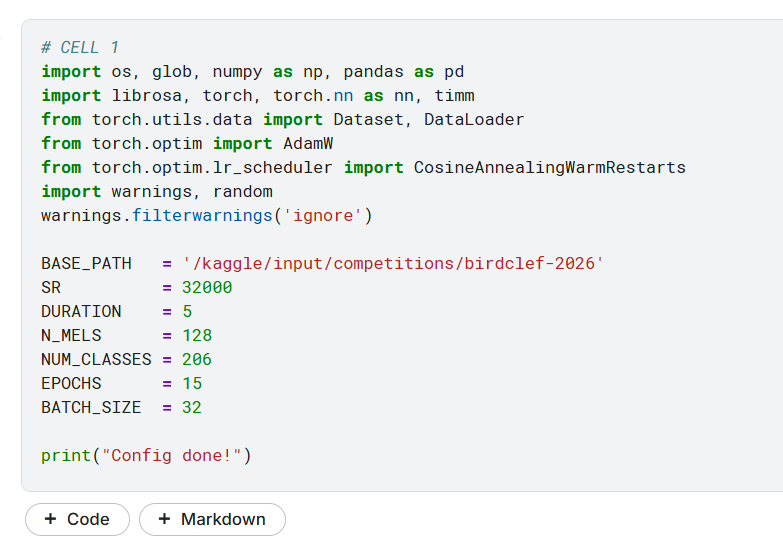 # CELL 1
import os, glob, numpy as np, pandas as pd
import librosa, torch, torch.nn as nn, timm
from torch.utils.data import Dataset, DataLoader
from torch.optim import AdamW
from torch.optim.lr_scheduler import CosineAnnealingWarmRestarts
import warnings, random
warnings.filterwarnings('ignore')

BASE_PATH   = '/kaggle/input/competitions/birdclef-2026'
SR          = 32000
DURATION    = 5
N_MELS      = 128
NUM_CLASSES = 206
EPOCHS      = 15
BATCH_SIZE  = 32

print("Config done!")
+ Code + Markdown